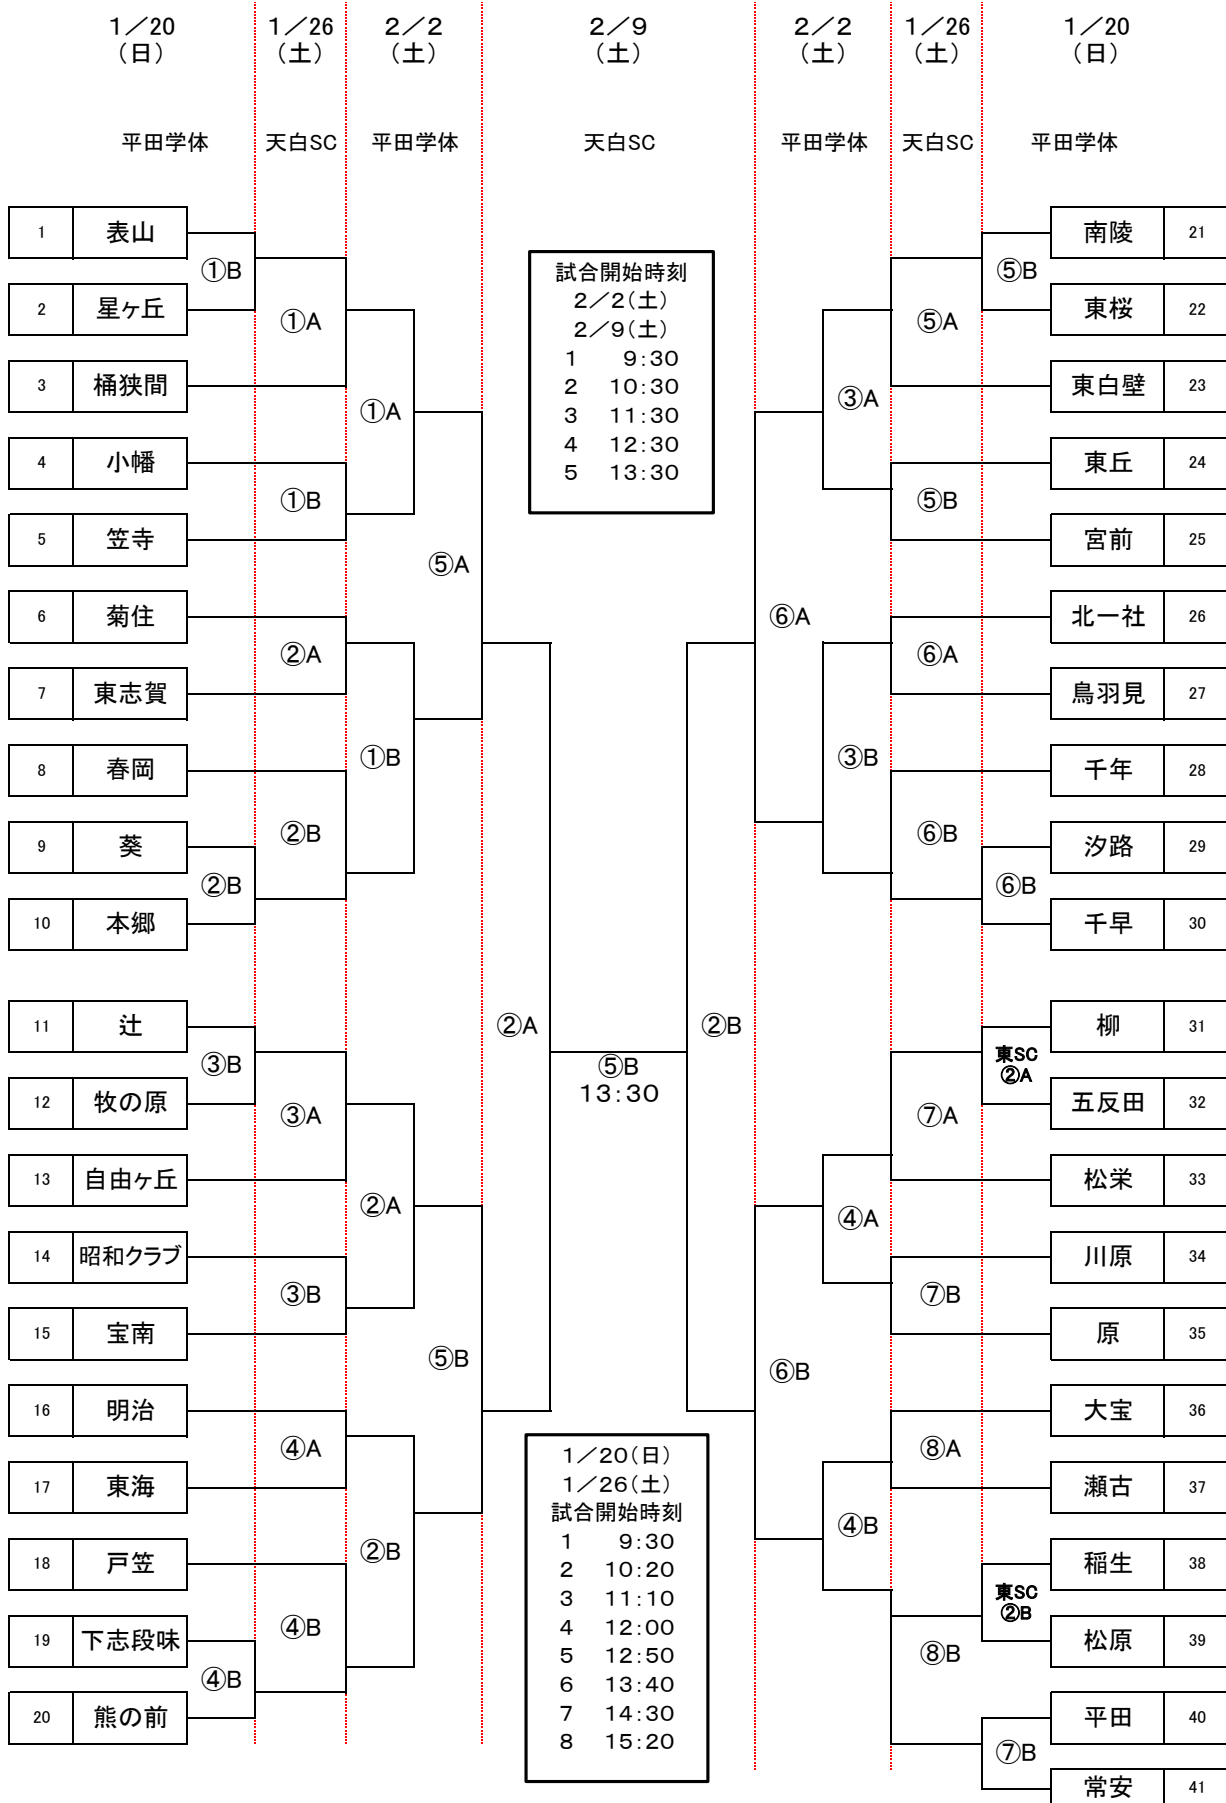 1／20 1／26 2／2 2／9 2／2 1／26 1／20
（日） （土） （土） （土） （土） （土） （日）
平田学体 天白SC 平田学体 天白SC 平田学体 天白SC 平田学体
1 表山
①B
2 星ヶ丘
①A
3 桶狭間
①A
4 小幡
①B
5 笠寺
⑤A
6 菊住
②A
7 東志賀
①B
8 春岡
②B
9 葵
②B
10 本郷
②A
11 辻
③B
12 牧の原
③A
13 自由ヶ丘
②A
14 昭和クラブ
③B
15 宝南
⑤B
16 明治
④A
17 東海
②B
18 戸笠
④B
19 下志段味
④B
20 熊の前
試合開始時刻
2／2（土）
2／9（土）
1 9：30
2 10：30
3 11：30
4 12：30
5 13：30
⑤B
13：30
1／20（日）
1／26（土）
試合開始時刻
1 9：30
2 10：20
3 11：10
4 12：00
5 12：50
6 13：40
7 14：30
8 15：20
南陵 21
⑤B
東桜 22
⑤A
東白壁 23
③A
東丘 24
⑤B
宮前 25
⑥A
北一社 26
⑥A
鳥羽見 27
③B
千年 28
⑥B
汐路 29
⑥B
千早 30
②B
柳 31
東SC
②A
五反田 32
⑦A
松栄 33
④A
川原 34
⑦B
原 35
⑥B
大宝 36
⑧A
瀬古 37
④B
稲生 38
東SC
②B
松原 39
⑧B
平田 40
⑦B
常安 41